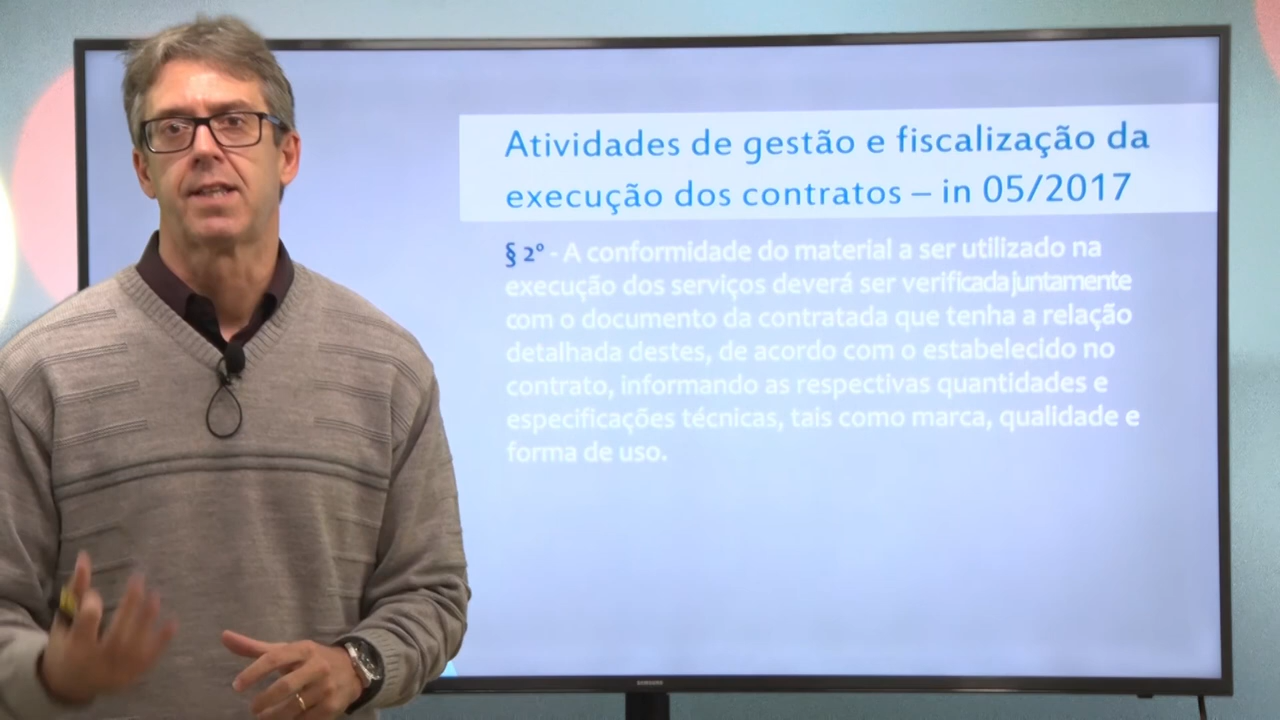 Atividades de gestão e fiscalização da
execução dos contratos – in 05/2017
§ 2º - A conformidade do material a ser utilizado na
execução dos serviços deverá ser verificada juntamente
com o documento da contratada que tenha a relação
detalhada destes, de acordo com o estabelecido no
contrato, informando as respectivas quantidades e
especificações técnicas, tais como marca, qualidade e
forma de uso.
SAMSUNG